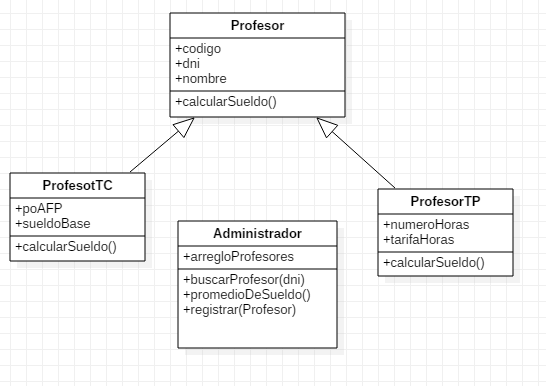 Profesor
+codigo
+dni
+nombre
+calcularSueldo()
ProfesotTC
+poAFP
+sueldoBase
+calcularSueldo()
Administrador
+arregloProfesores
+buscarProfesor(dni)
+promedioDeSueldo()
+registrar(Profesor)
ProfesorTP
+numeroHoras
+tarifaHoras
+calcularSueldo()